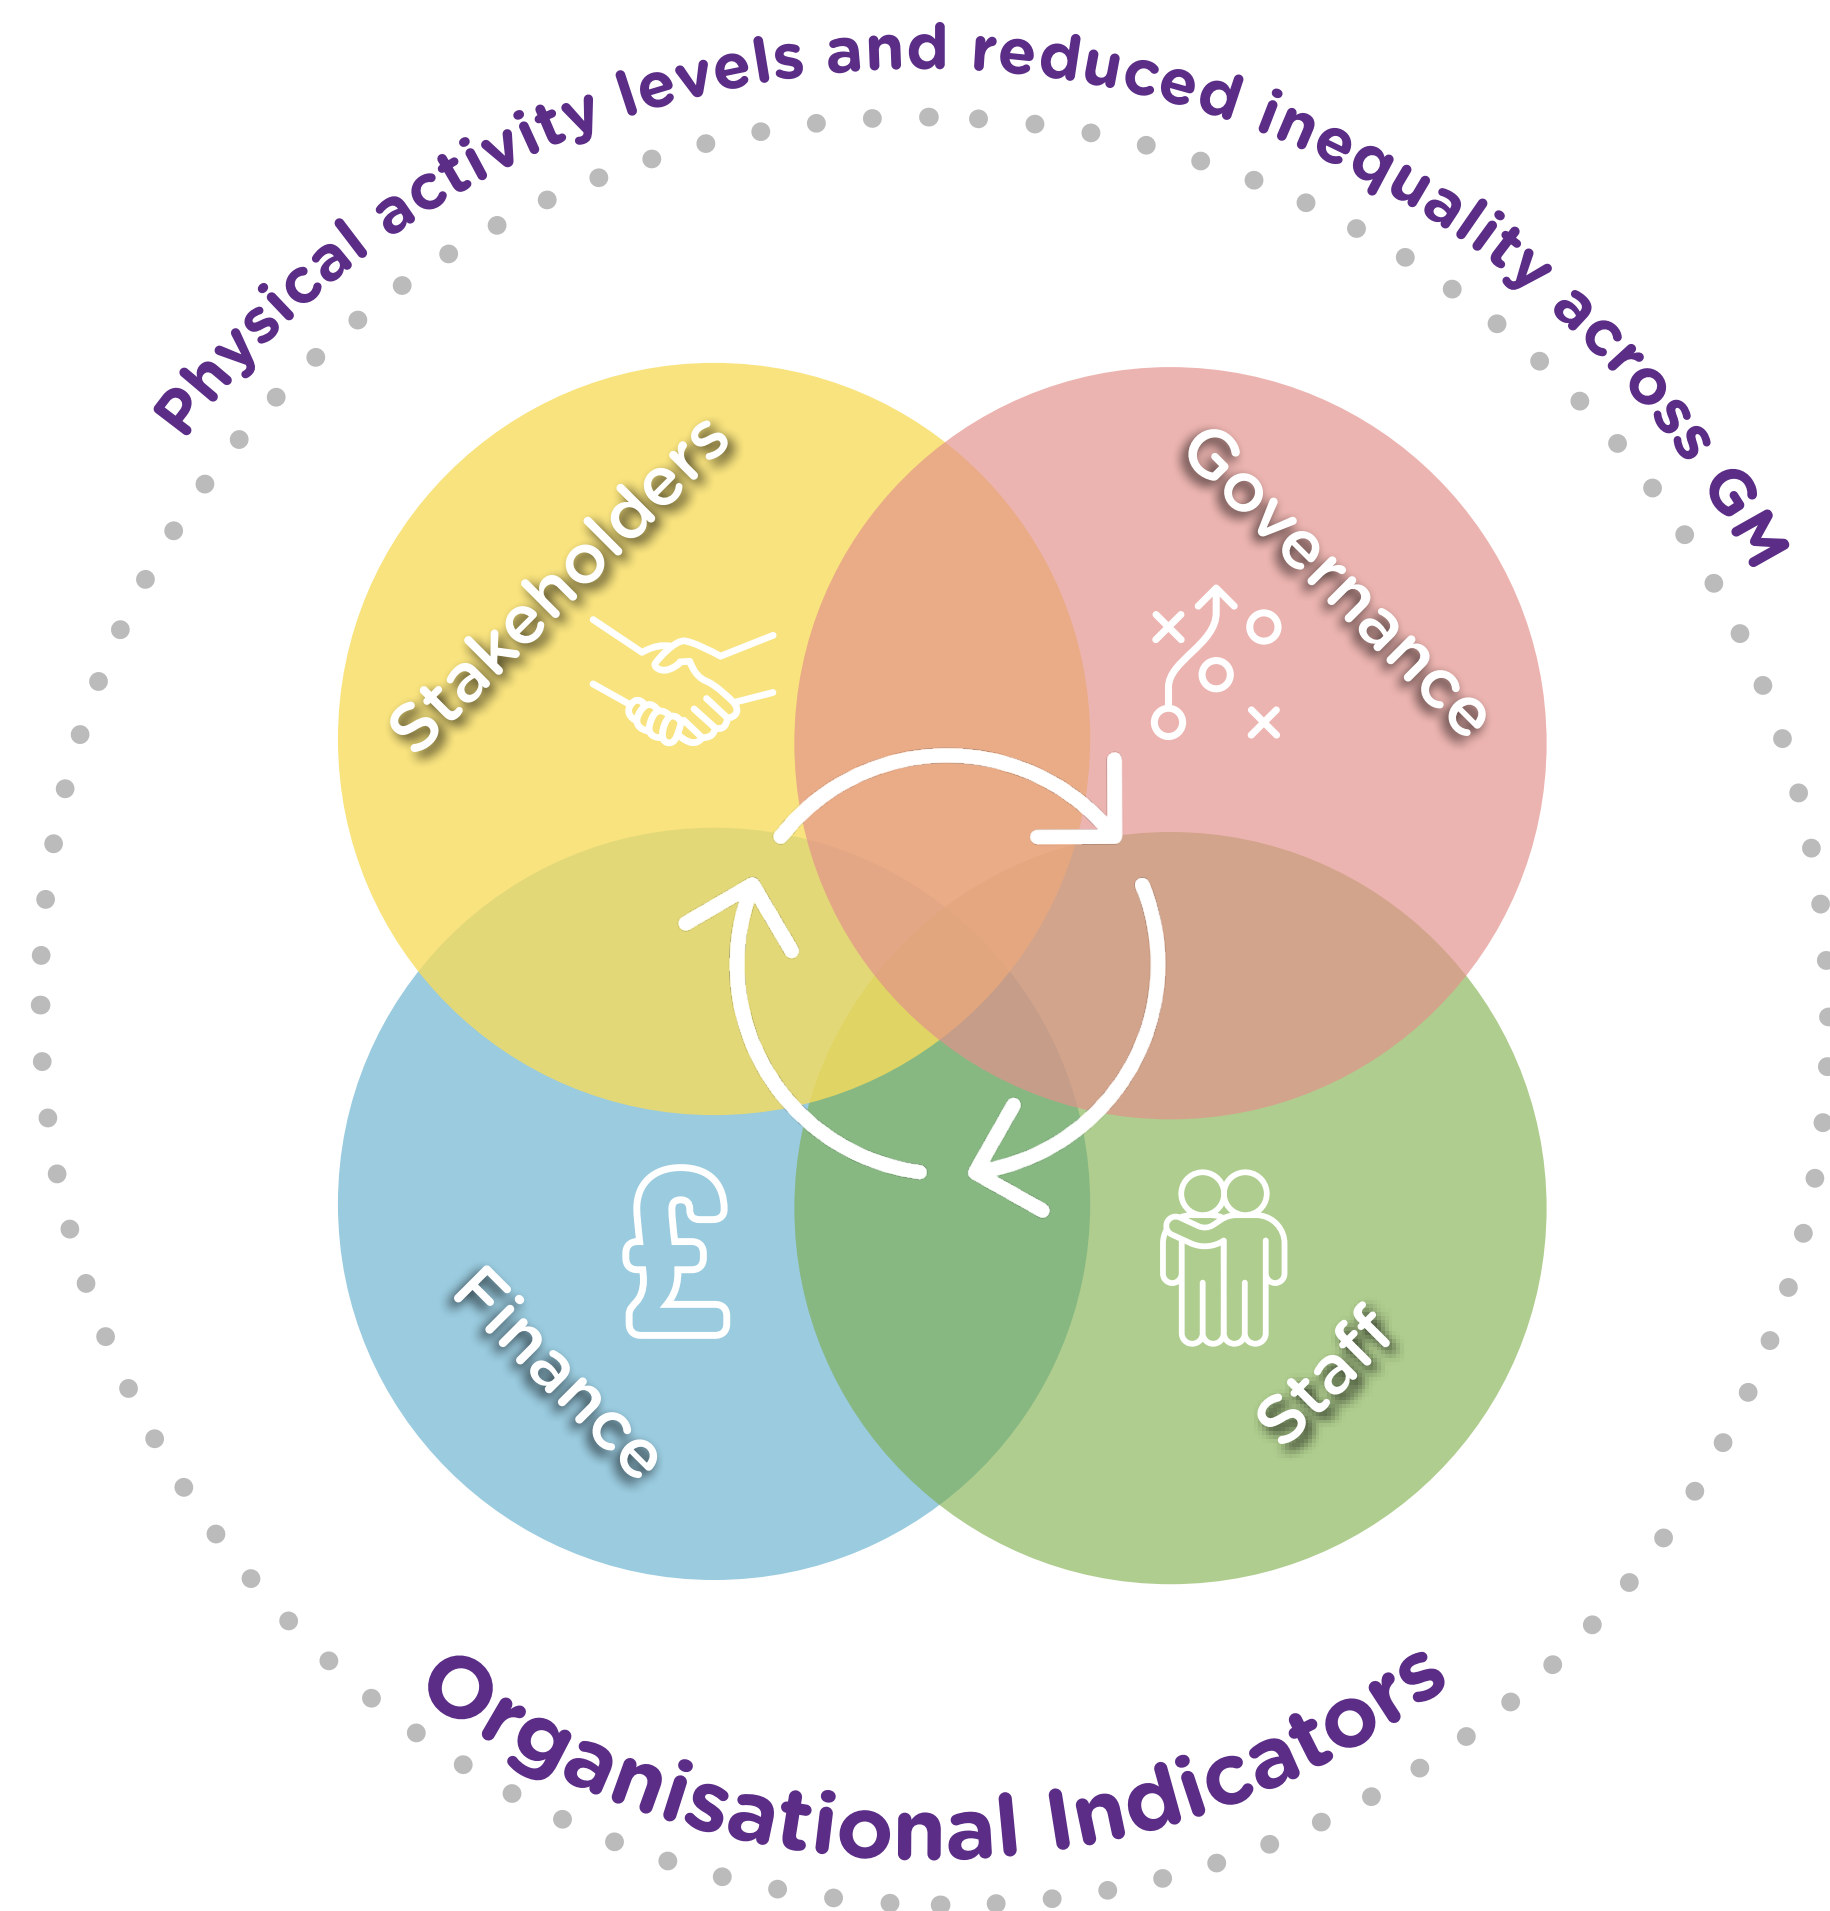 Physical activity levels and reduced inequality across GM
Stakeholders
Governance
£
Finance
Staff
Organisational Indicators